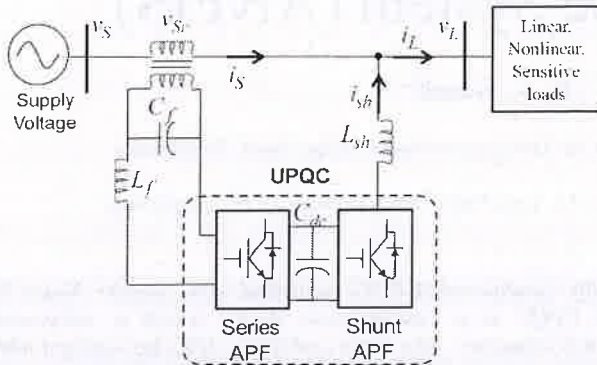 v_S
v_Sr
i_S
i_L
v_L
Linear.
Nonlinear.
Sensitive
loads
Supply
Voltage
C_f
i_sh
L_sh
L_f
UPQC
C_dc
Series
APF
Shunt
APF